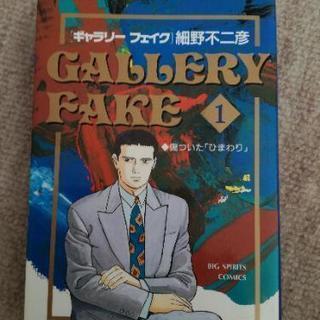 [ギャラリー フェイク]細野不二彦
GALLERY
FAKE 1
◆傷ついた「ひまわり」
BIG SPIRITS
COMICS